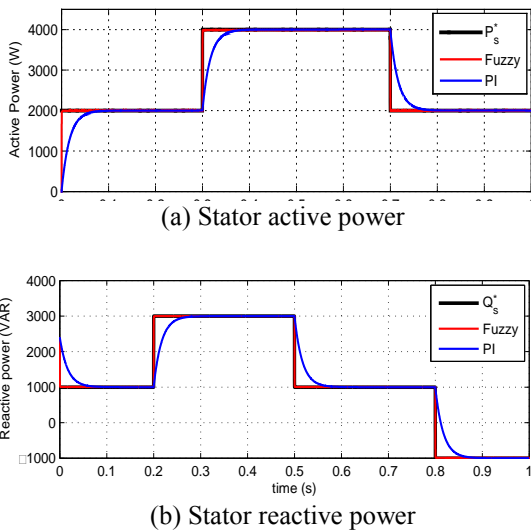 4000
3000
2000
1000
0
Active Power (W)
P*s
Fuzzy
PI
(a) Stator active power
4000
3000
2000
1000
0
□1000
Reactive power (VAR)
Q*s
Fuzzy
PI
0 0.1 0.2 0.3 0.4 0.5 0.6 0.7 0.8 0.9 1
time (s)
(b) Stator reactive power